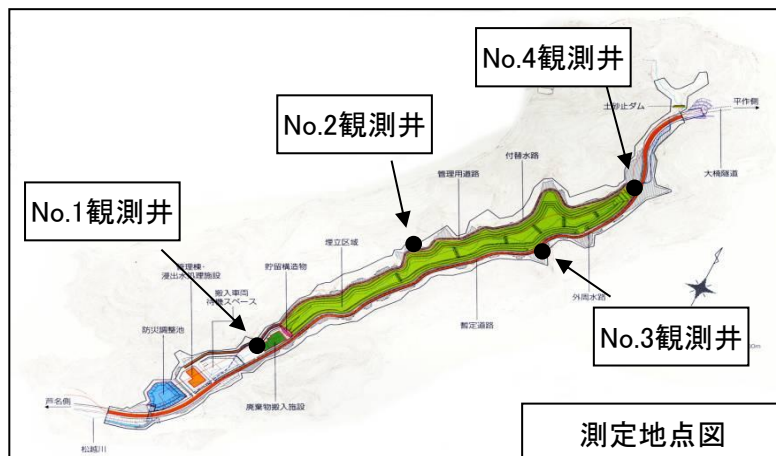 No.4観測井
土砂止ダム
平作側
No.2観測井
付替水路
管理用道路
大楠隧道
No.1観測井
埋立区域
貯留構造物
管理棟・
浸出水処理施設
搬入車両
待機スペース
外周水路
No.3観測井
防災調整池
暫定道路
芦名側
廃棄物搬入施設
松越川
測定地点図